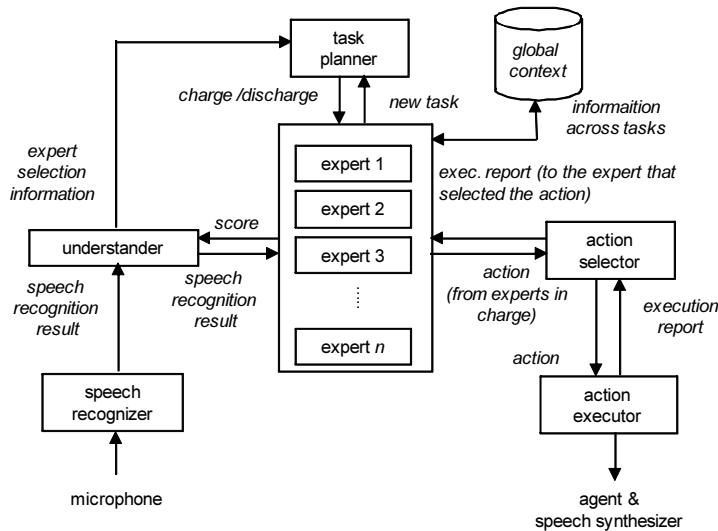 task
planner
global
context
charge /discharge
new task
informaition
across tasks
expert
selection
information
expert 1
exec. report (to the expert that
selected the action)
expert 2
score
understander
expert 3
action
selector
speech
recognition
result
speech
recognition
result
action
(from experts in
charge)
execution
report
expert n
action
speech
recognizer
action
executor
microphone
agent &
speech synthesizer